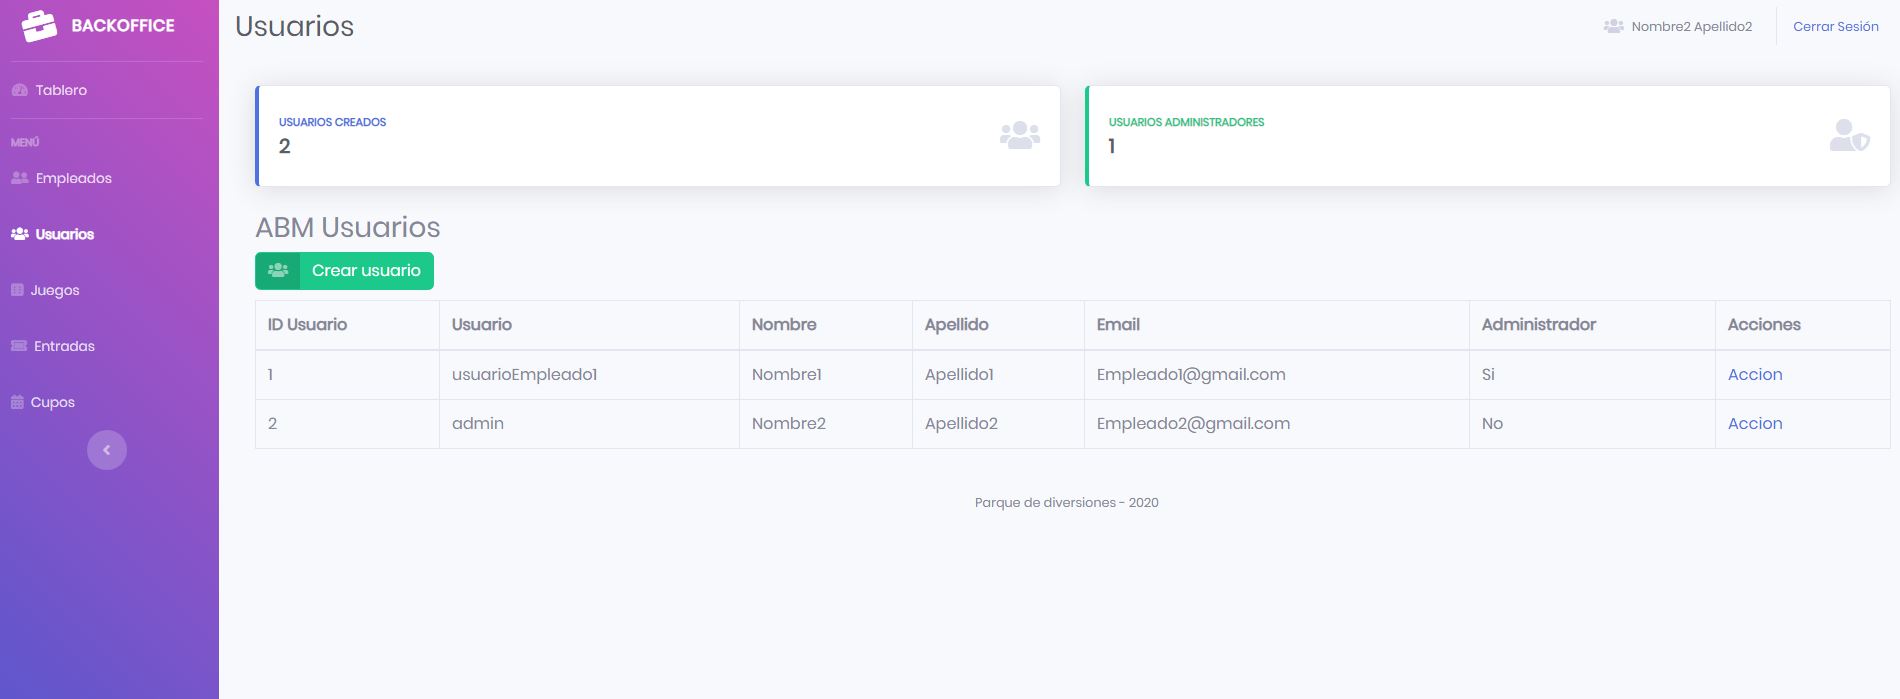 BACKOFFICE
Usuarios
Nombre2 Apellido2
Cerrar Sesión
Tablero
MENÚ
Empleados
Usuarios
Juegos
Entradas
Cupos
USUARIOS CREADOS
2
USUARIOS ADMINISTRADORES
1
ABM Usuarios
Crear usuario
ID Usuario Usuario Nombre Apellido Email Administrador Acciones
1 usuarioEmpleado1 Nombre1 Apellido1 Empleado1@gmail.com Si Accion
2 admin Nombre2 Apellido2 Empleado2@gmail.com No Accion
Parque de diversiones - 2020